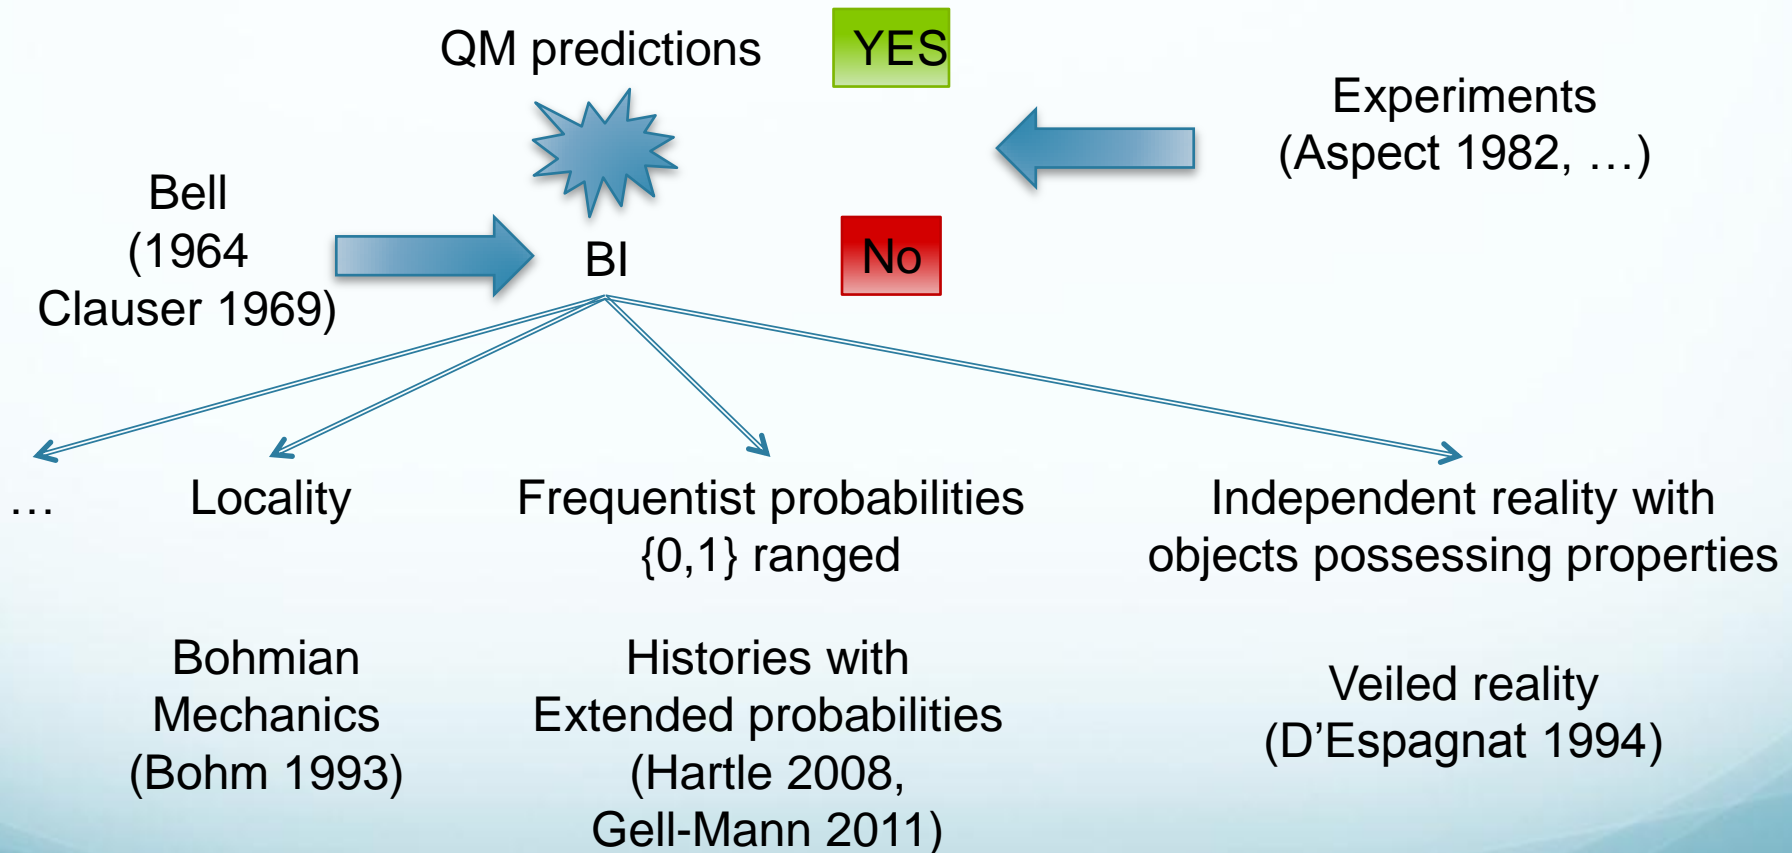 QM predictions
YES
Experiments
(Aspect 1982, …)
Bell
(1964
Clauser 1969)
BI
No
…
Locality
Frequentist probabilities
{0,1} ranged
Independent reality with
objects possessing properties
Bohmian
Mechanics
(Bohm 1993)
Histories with
Extended probabilities
(Hartle 2008,
Gell-Mann 2011)
Veiled reality
(D’Espagnat 1994)